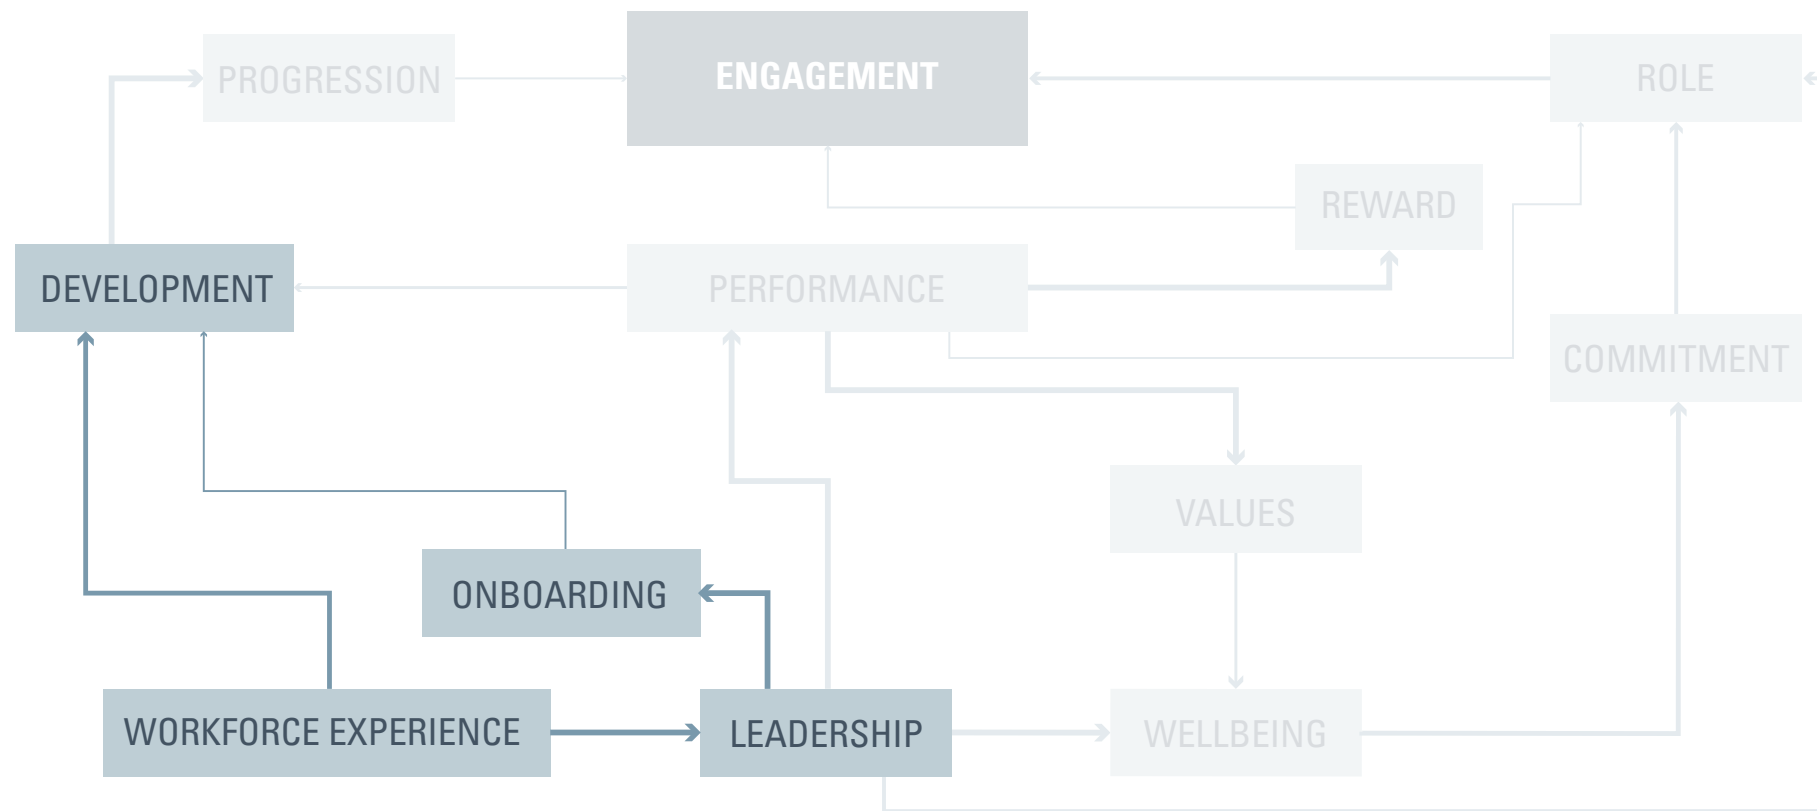 ENGAGEMENT
PROGRESSION
ROLE
REWARD
DEVELOPMENT
PERFORMANCE
COMMITMENT
VALUES
ONBOARDING
WORKFORCE EXPERIENCE
LEADERSHIP
WELLBEING